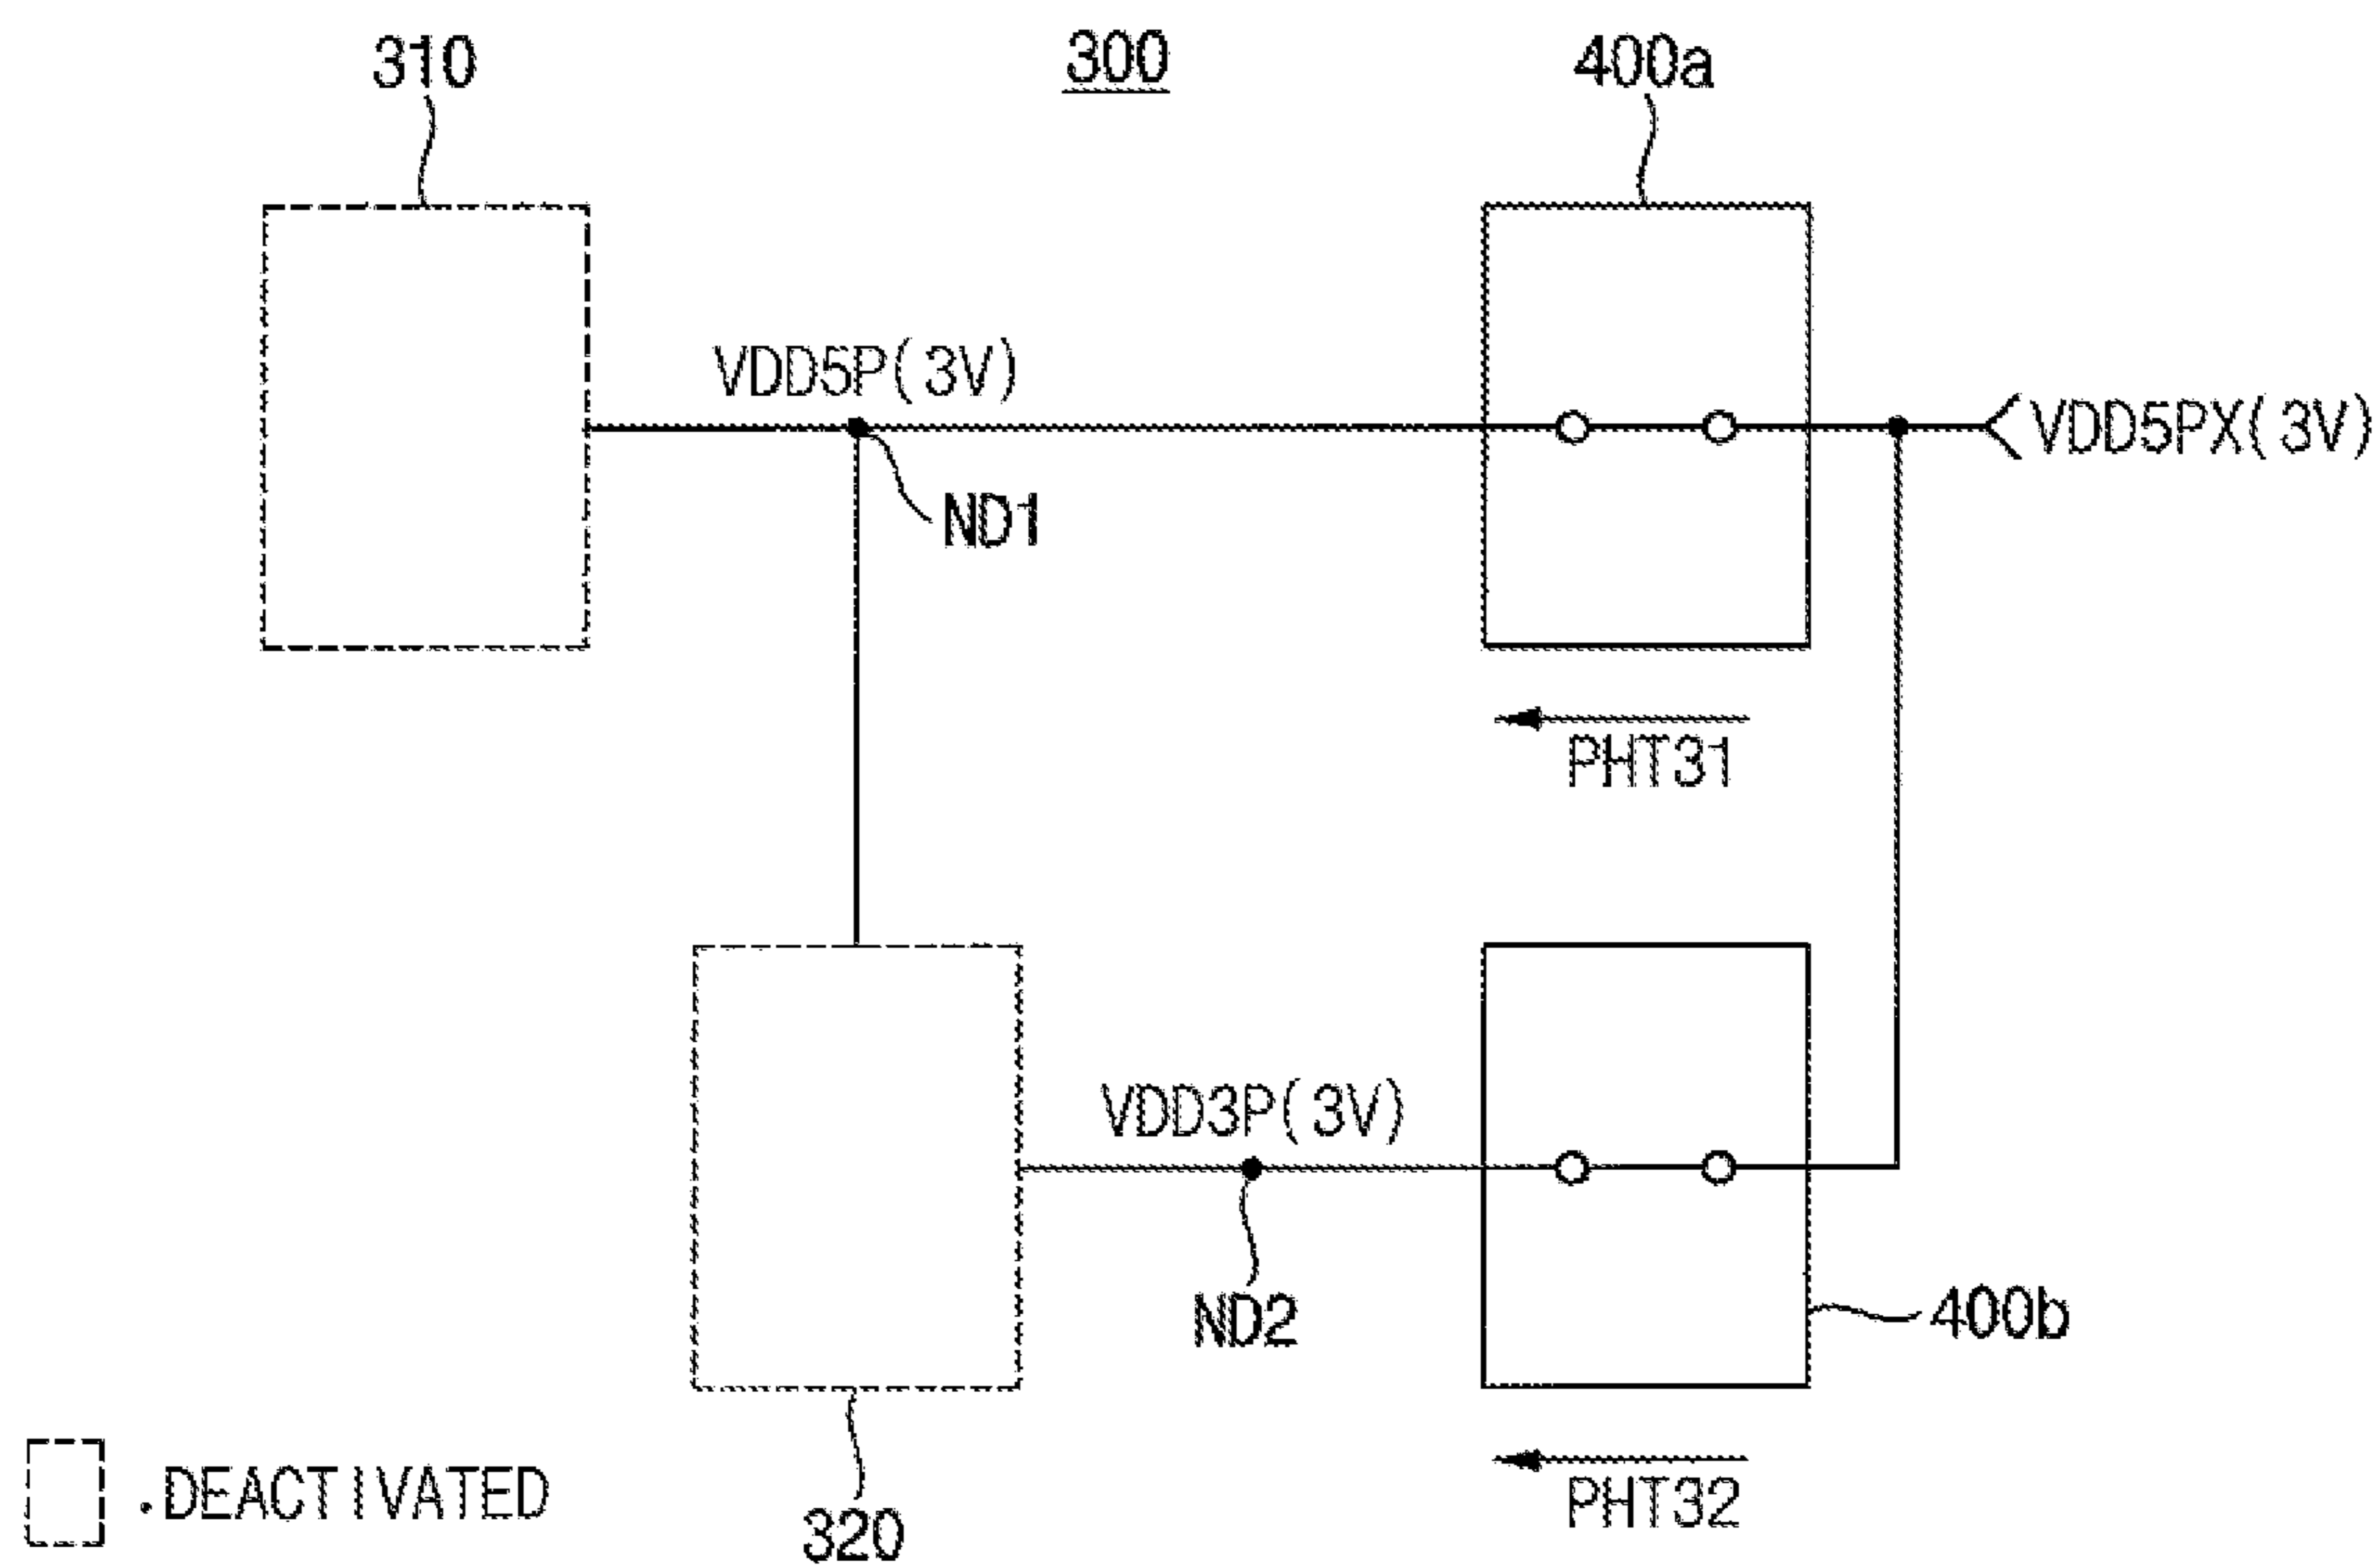 310
300
400a
VDD5P(3V)
VDD5PX(3V)
ND1
PHT31
VDD3P(3V)
ND2
400b
.DEACTIVATED
PHT32
320